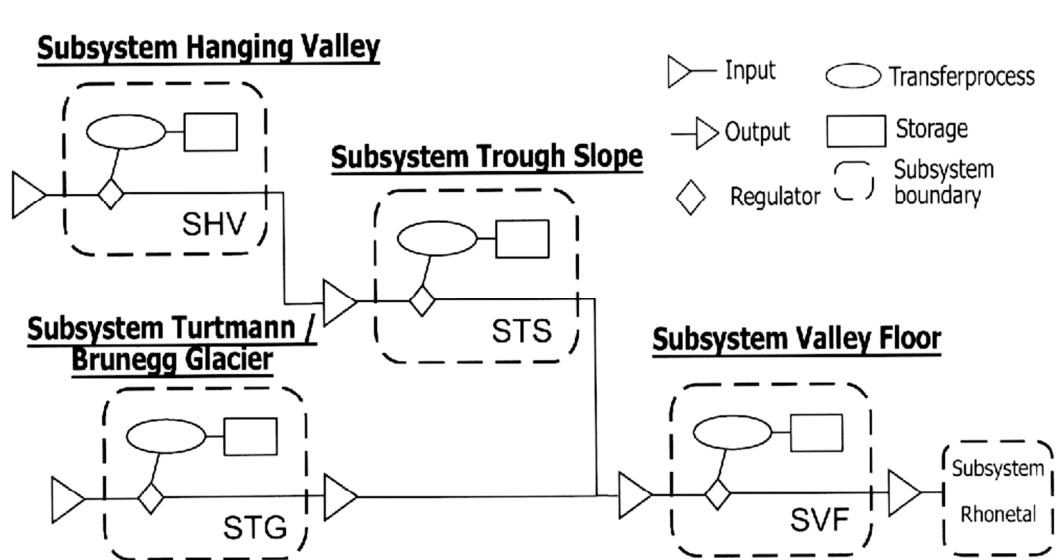 Subsystem Hanging Valley
SHV
Input
Transferprocess
Output
Storage
Regulator
Subsystem
boundary
Subsystem Trough Slope
STS
Subsystem Turtmann /
Brunegg Glacier
STG
Subsystem Valley Floor
SVF
Subsystem
Rhonetal